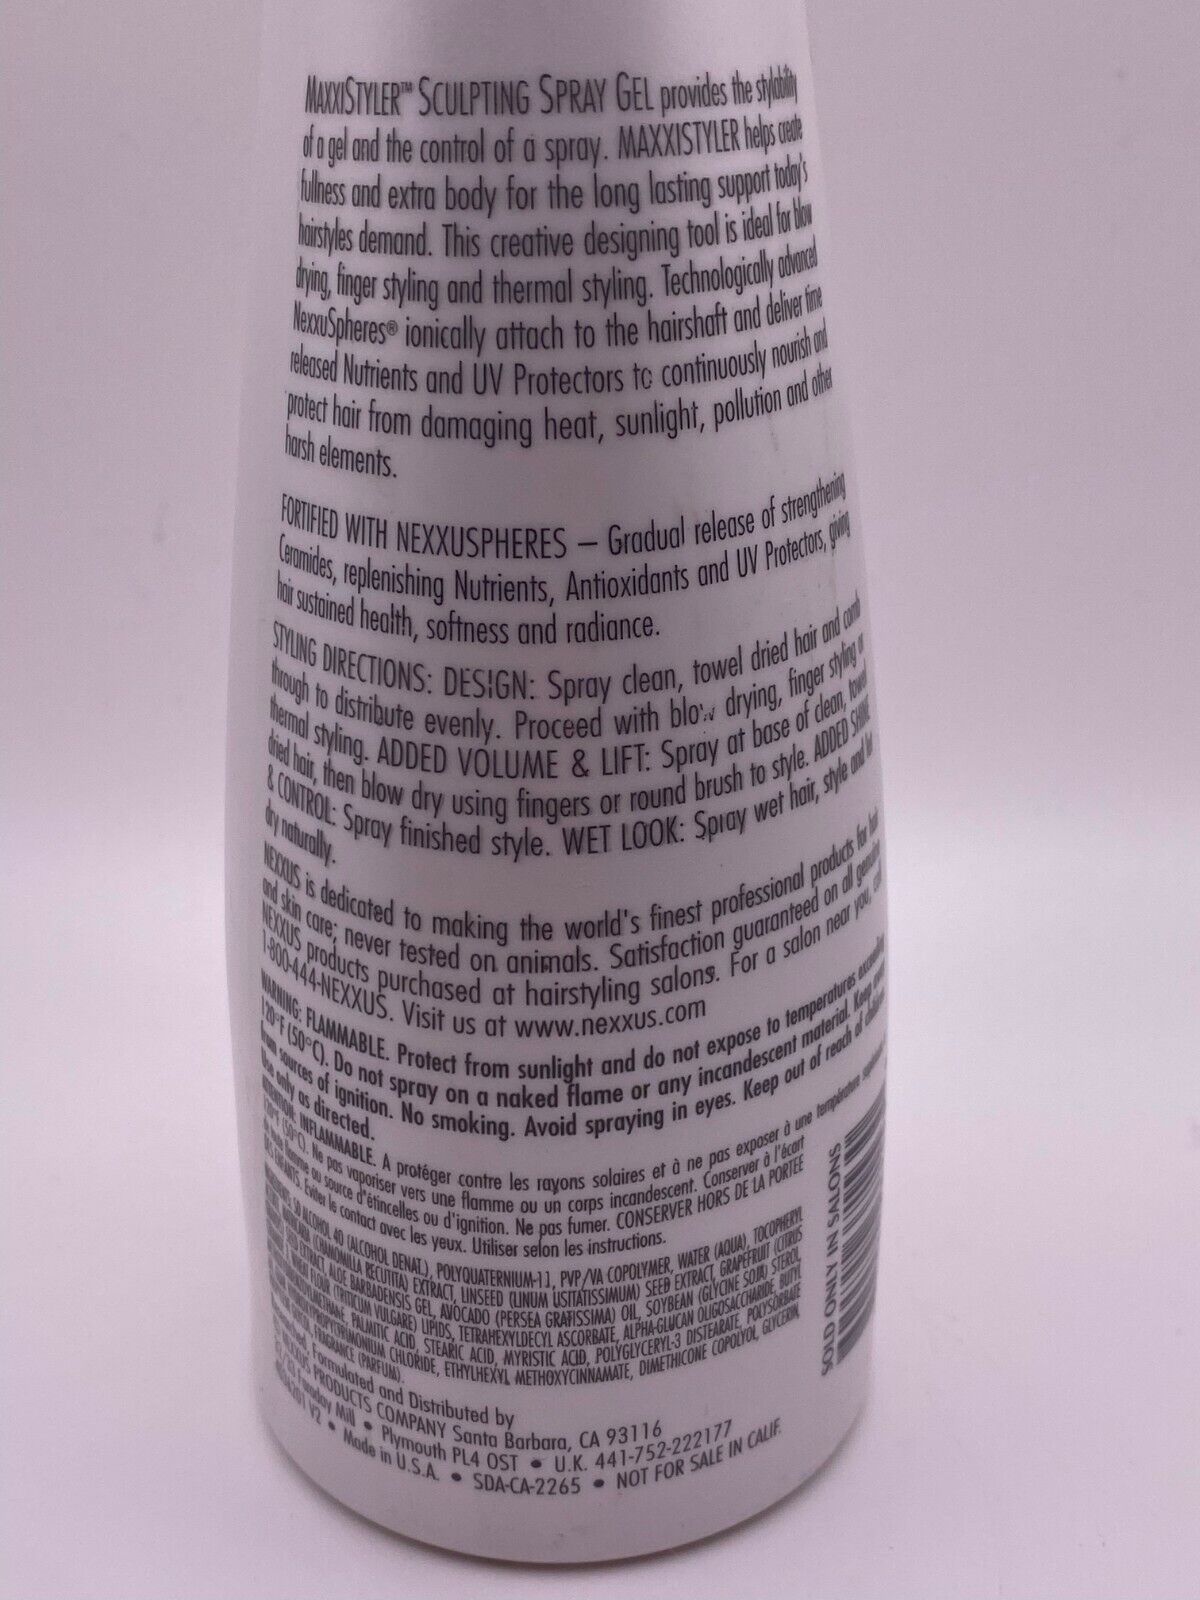 MAXXISTYLER™ SCULPTING SPRAY GEL provides the stylability
of a gel and the control of a spray. MAXXISTYLER helps create
fullness and extra body for the long lasting support today's
hairstyles demand. This creative designing tool is ideal for blow
drying, finger styling and thermal styling. Technologically advanced
NexxuSpheres® ionically attach to the hairshaft and deliver time
released Nutrients and UV Protectors to continuously nourish and
protect hair from damaging heat, sunlight, pollution and other
harsh elements.
FORTIFIED WITH NEXXUSPHERES – Gradual release of strengthening
Ceramides, replenishing Nutrients, Antioxidants and UV Protectors, giving
hair sustained health, softness and radiance.
STYLING DIRECTIONS: DESIGN: Spray clean, towel dried hair and comb
through to distribute evenly. Proceed with blow drying, finger styling or
thermal styling. ADDED VOLUME & LIFT: Spray at base of clean, towel
dried hair, then blow dry using fingers or round brush to style. ADDED SHINE
& CONTROL: Spray finished style. WET LOOK: Spray wet hair, style and let
dry naturally.
NEXXUS is dedicated to making the world's finest professional products for hair
and skin care; never tested on animals. Satisfaction guaranteed on all genuine
NEXXUS products purchased at hairstyling salons. For a salon near you, call
1-800-444-NEXXUS. Visit us at www.nexxus.com
WARNING: FLAMMABLE. Protect from sunlight and do not expose to temperatures exceeding
120°F (50°C). Do not spray on a naked flame or any incandescent material. Keep away
from sources of ignition. No smoking. Avoid spraying in eyes. Keep out of reach of children.
Use only as directed.
ATTENTION: INFLAMMABLE. A protéger contre les rayons solaires et à ne pas exposer à une température
120°F (50°C). Ne pas vaporiser vers une flamme ou un corps incandescent. Conserver à l'écart
de toute flamme ou source d'étincelles ou d'ignition. Ne pas fumer. CONSERVER HORS DE LA PORTEE
DES ENFANTS. Eviter le contact avec les yeux. Utiliser selon les instructions.
INGREDIENTS: SD ALCOHOL 40 (ALCOHOL DENAT.), POLYQUATERNIUM-11, PVP/VA COPOLYMER, WATER (AQUA), TOCOPHERYL
MATRICARIA (CHAMOMILLA RECUTITA) EXTRACT, LINSEED (LINUM USITATISSIMUM) SEED EXTRACT, GRAPEFRUIT (CITRUS
SEED EXTRACT, ALOE BARBADENSIS GEL, AVOCADO (PERSEA GRATISSIMA) OIL, SOYBEAN (GLYCINE SOJA) STEROL,
WHEAT FLOUR (TRITICUM VULGARE) LIPIDS, TETRAHEXYLDECYL ASCORBATE, ALPHA-GLUCAN OLIGOSACCHARIDE, BUTYL
PALMITIC ACID, STEARIC ACID, MYRISTIC ACID, POLYGLYCERYL-3 DISTEARATE, POLYSORBATE
CHLORIDE, ETHYLHEXYL METHOXYCINNAMATE, DIMETHICONE COPOLYOL, GLYCERIN,
FRAGRANCE (PARFUM).
Formulated and Distributed by
NEXXUS PRODUCTS COMPANY Santa Barbara, CA 93116
Faraday Mill • Plymouth PL4 OST • U.K. 441-752-222177
V2 • Made in U.S.A. • SDA-CA-2265 • NOT FOR SALE IN CALIF.
SOLD ONLY IN SALONS